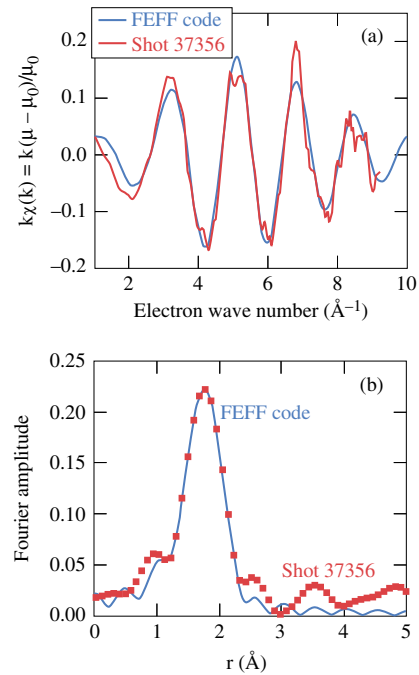 FEFF code
Shot 37356
(a)
kχ(k) = k(μ – μ0)/μ0
0.2
0.1
0.0
–0.1
–0.2
2
4
6
8
10
Electron wave number (Å–1)
(b)
Fourier amplitude
0.25
0.20
0.15
0.10
0.05
0.00
FEFF code
Shot 37356
0
1
2
3
4
5
r (Å)